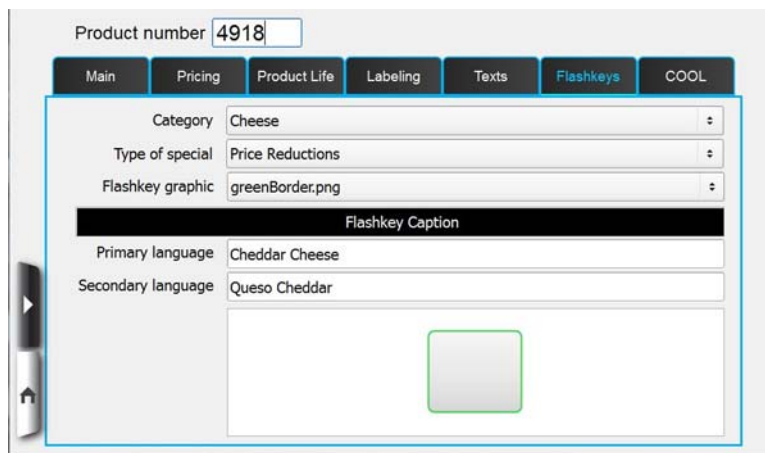 Product number 4918
Main Pricing Product Life Labeling Texts Flashkeys COOL
Category Cheese
Type of special Price Reductions
Flashkey graphic greenBorder.png
Flashkey Caption
Primary language Cheddar Cheese
Secondary language Queso Cheddar